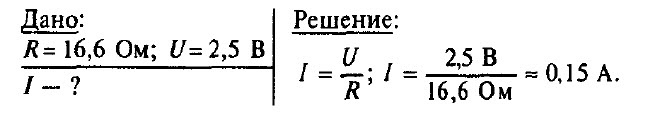 Дано:
R = 16,6 Ом; U = 2,5 В
I − ?
Решение:
I = U/R; I = 2,5 В / 16,6 Ом ≈ 0,15 А.